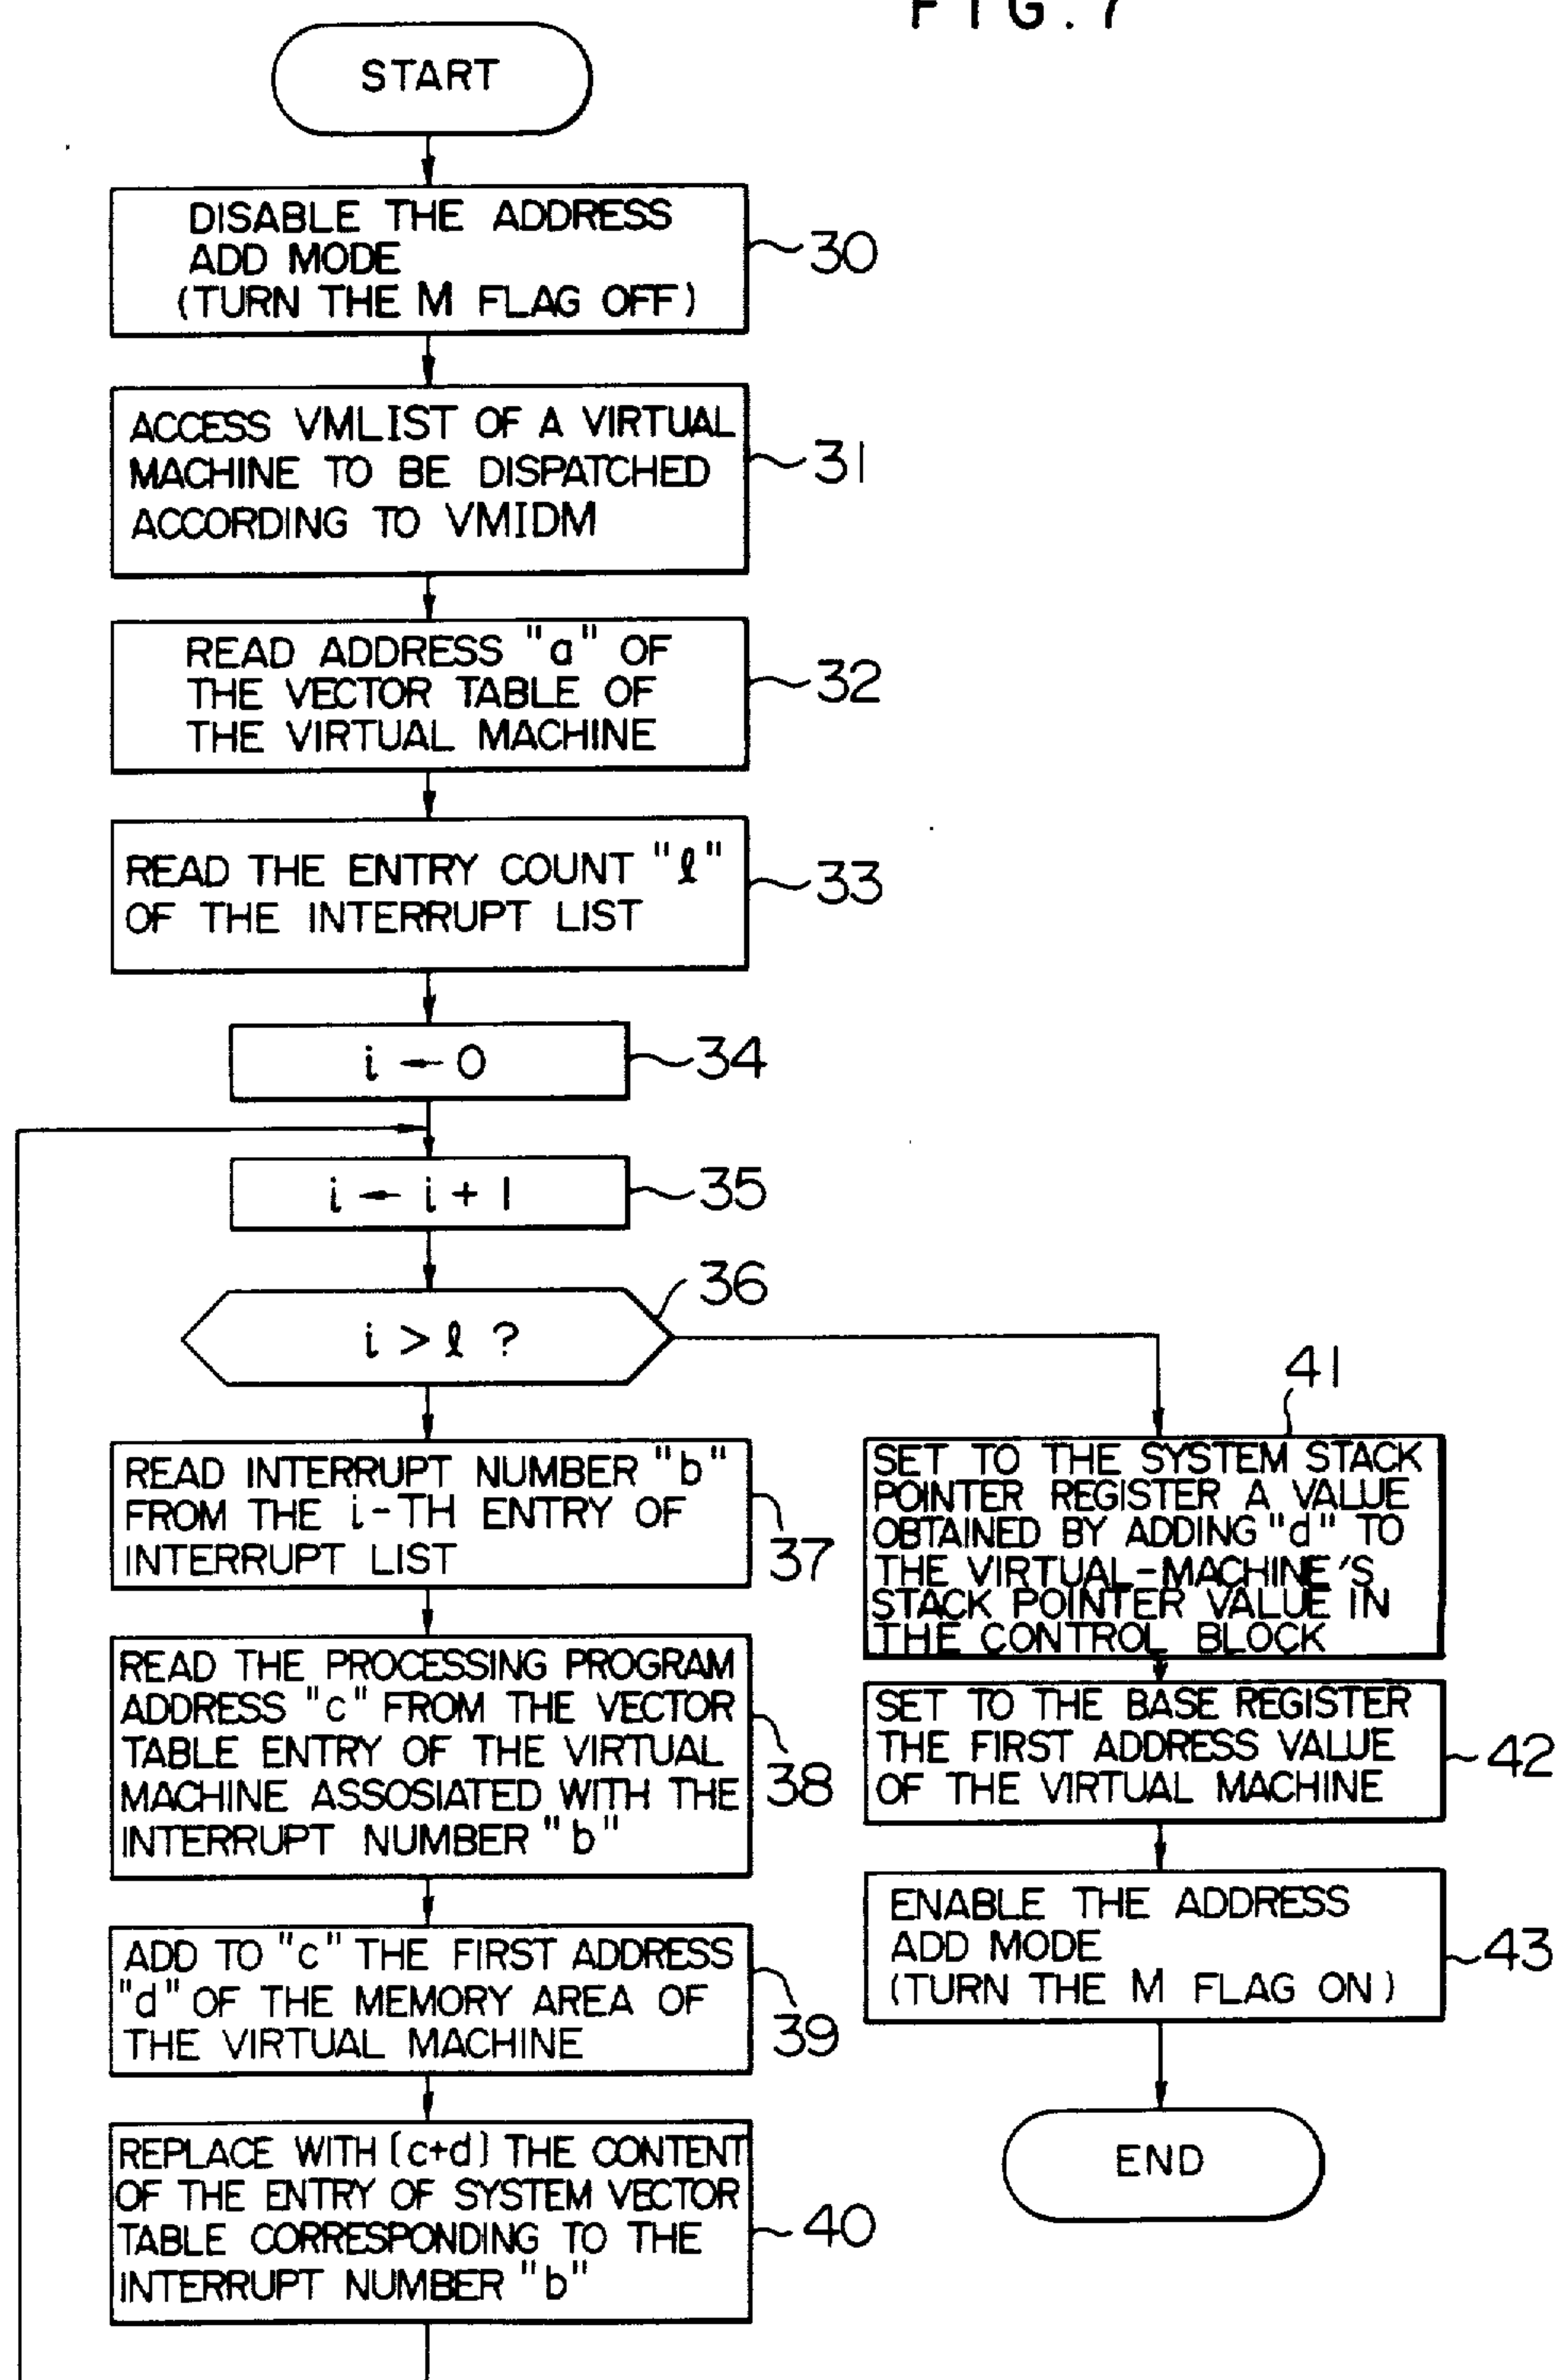 FIG. 7
START
DISABLE THE ADDRESS
ADD MODE
(TURN THE M FLAG OFF)
30
ACCESS VMLIST OF A VIRTUAL
MACHINE TO BE DISPATCHED
ACCORDING TO VMIDM
31
READ ADDRESS "a" OF
THE VECTOR TABLE OF
THE VIRTUAL MACHINE
32
READ THE ENTRY COUNT "ℓ"
OF THE INTERRUPT LIST
33
i ← 0
34
i ← i + 1
35
i > ℓ ?
36
READ INTERRUPT NUMBER "b"
FROM THE i-TH ENTRY OF
INTERRUPT LIST
37
READ THE PROCESSING PROGRAM
ADDRESS "c" FROM THE VECTOR
TABLE ENTRY OF THE VIRTUAL
MACHINE ASSOSIATED WITH THE
INTERRUPT NUMBER "b"
38
ADD TO "c" THE FIRST ADDRESS
"d" OF THE MEMORY AREA OF
THE VIRTUAL MACHINE
39
REPLACE WITH (c+d) THE CONTENT
OF THE ENTRY OF SYSTEM VECTOR
TABLE CORRESPONDING TO THE
INTERRUPT NUMBER "b"
40
41
SET TO THE SYSTEM STACK
POINTER REGISTER A VALUE
OBTAINED BY ADDING "d" TO
THE VIRTUAL-MACHINE'S
STACK POINTER VALUE IN
THE CONTROL BLOCK
SET TO THE BASE REGISTER
THE FIRST ADDRESS VALUE
OF THE VIRTUAL MACHINE
42
ENABLE THE ADDRESS
ADD MODE
(TURN THE M FLAG ON)
43
END